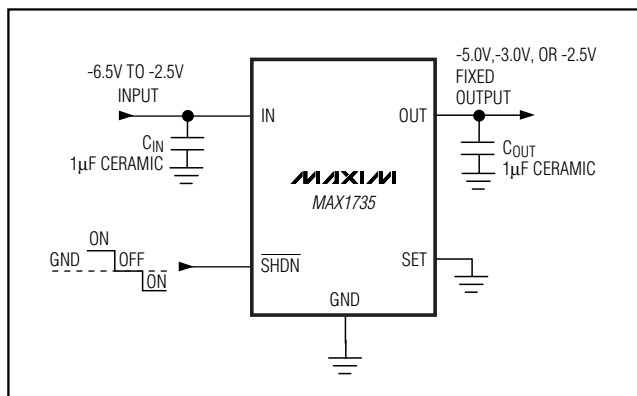 -6.5V TO -2.5V
INPUT
-5.0V,-3.0V, OR -2.5V
FIXED
OUTPUT
IN
OUT
CIN
1µF CERAMIC
COUT
1µF CERAMIC
MAXIM
MAX1735
ON
GND
OFF
ON
SHDN
SET
GND